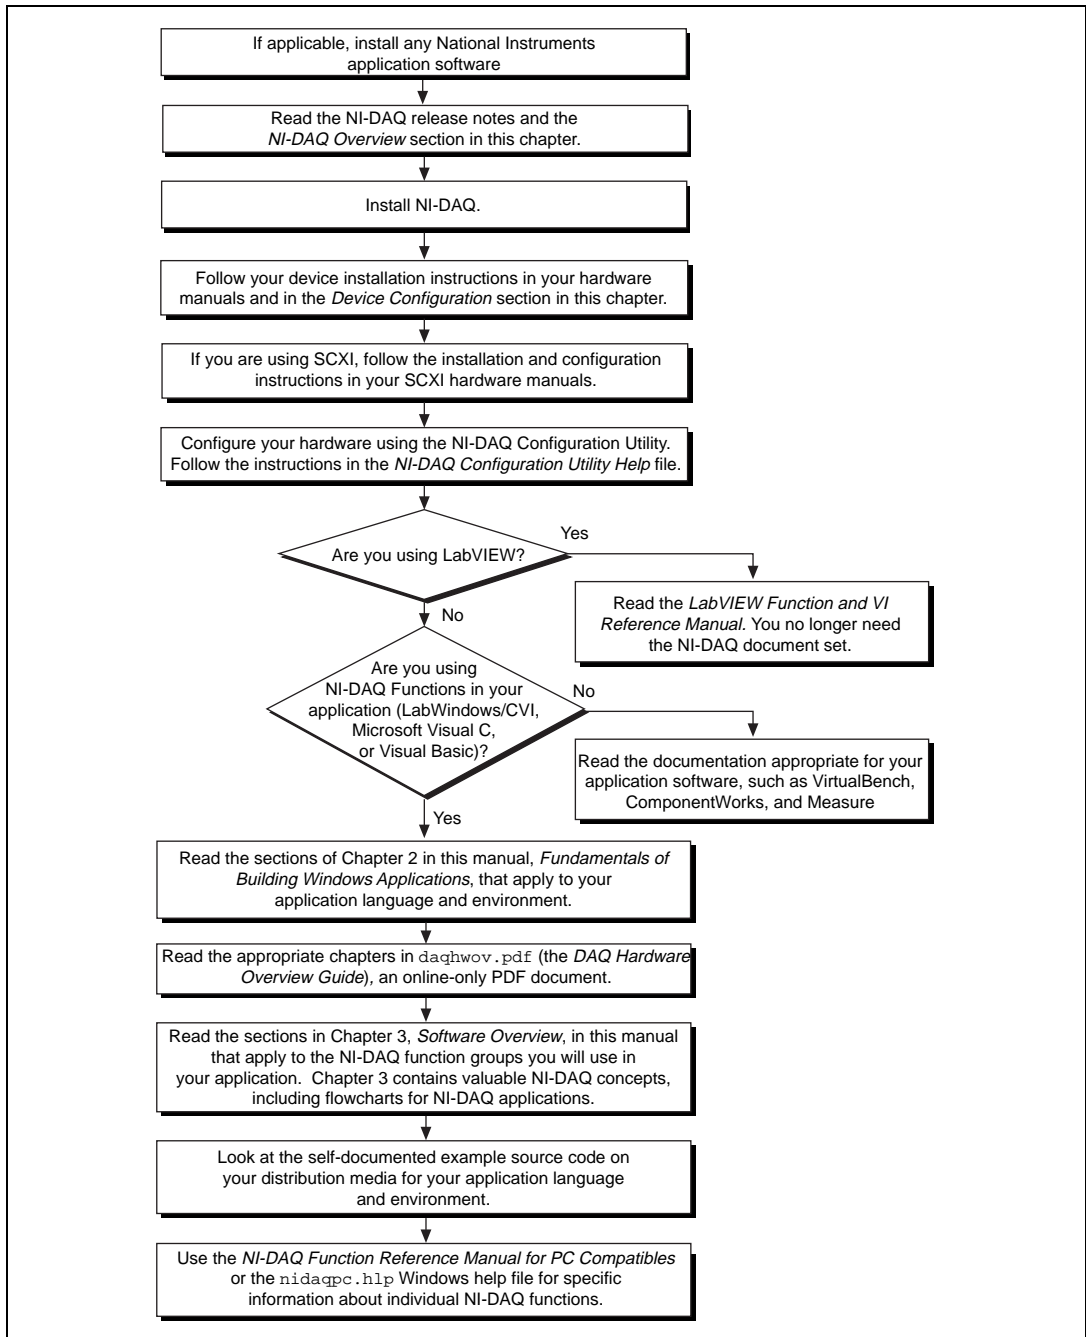 If applicable, install any National Instruments
application software
Read the NI-DAQ release notes and the
NI-DAQ Overview section in this chapter.
Install NI-DAQ.
Follow your device installation instructions in your hardware
manuals and in the Device Configuration section in this chapter.
If you are using SCXI, follow the installation and configuration
instructions in your SCXI hardware manuals.
Configure your hardware using the NI-DAQ Configuration Utility.
Follow the instructions in the NI-DAQ Configuration Utility Help file.
Are you using LabVIEW?
Yes
Read the LabVIEW Function and VI
Reference Manual. You no longer need
the NI-DAQ document set.
No
Are you using
NI-DAQ Functions in your
application (LabWindows/CVI,
Microsoft Visual C,
or Visual Basic)?
No
Read the documentation appropriate for your
application software, such as VirtualBench,
ComponentWorks, and Measure
Yes
Read the sections of Chapter 2 in this manual, Fundamentals of
Building Windows Applications, that apply to your
application language and environment.
Read the appropriate chapters in daqhwov.pdf (the DAQ Hardware
Overview Guide), an online-only PDF document.
Read the sections in Chapter 3, Software Overview, in this manual
that apply to the NI-DAQ function groups you will use in
your application. Chapter 3 contains valuable NI-DAQ concepts,
including flowcharts for NI-DAQ applications.
Look at the self-documented example source code on
your distribution media for your application language
and environment.
Use the NI-DAQ Function Reference Manual for PC Compatibles
or the nidaqpc.hlp Windows help file for specific
information about individual NI-DAQ functions.